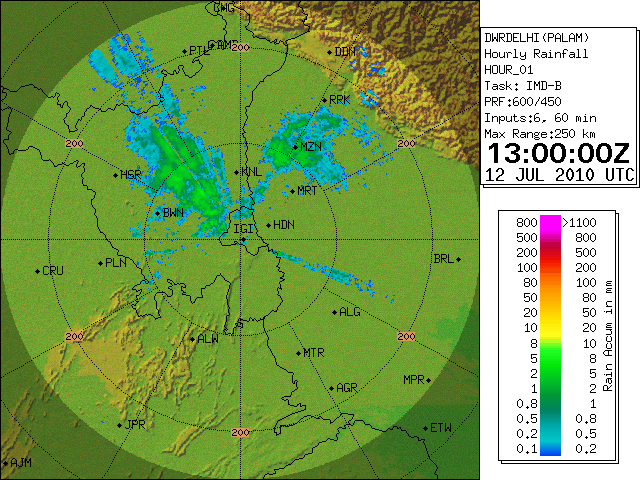 CHG
PTL
AMB
DDN
200
RRK
200
MZN
200
HSR
KNL
MRT
BWN
HDN
IGI
BRL
PLN
CRU
ALG
200
ALW
200
MTR
MPR
AGR
JPR
200
ETW
AJM
DWRDELHI(PALAM)
Hourly Rainfall
HOUR_01
Task: IMD-B
PRF:600/450
Inputs:6, 60 min
Max Range:250 km
13:00:00Z
12 JUL 2010 UTC
800 >1100
500 800
200 500
100 200
80 100
50 80
20 50
10 20
8 10
5 8
2 5
1 2
0.8 1
0.5 0.8
0.2 0.5
0.1 0.2
Rain Accum in mm